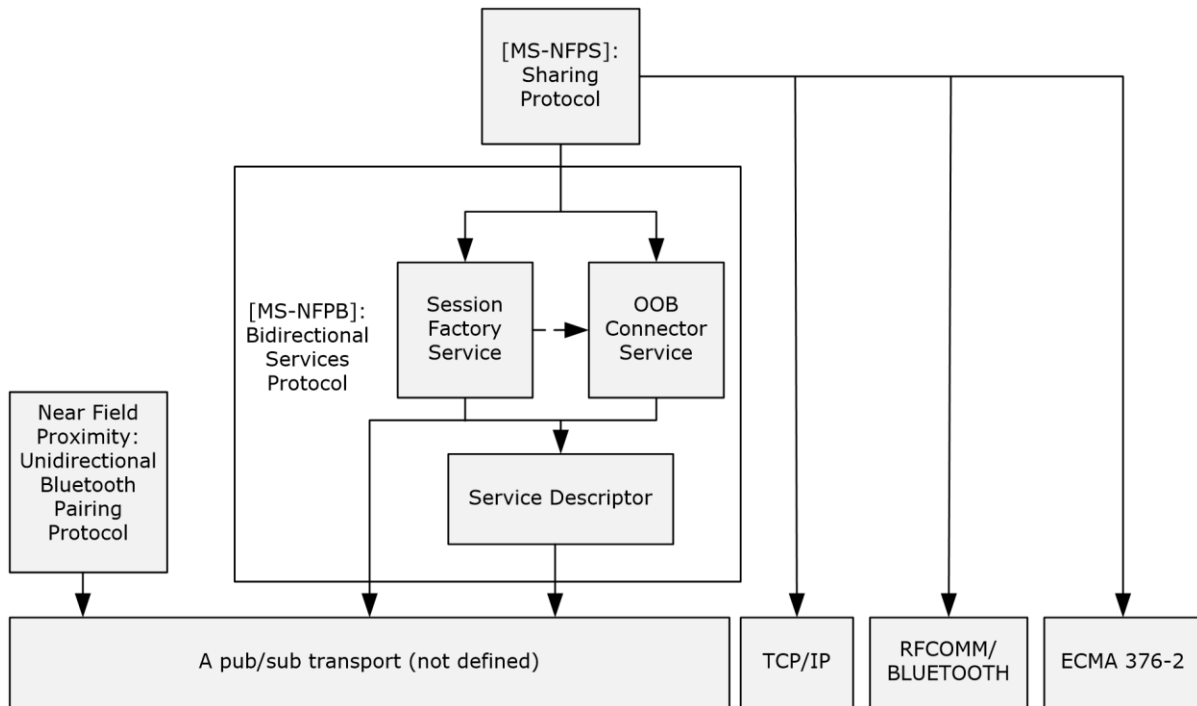 [MS-NFPS]:
Sharing
Protocol
[MS-NFPB]:
Bidirectional
Services
Protocol
Session
Factory
Service
OOB
Connector
Service
Near Field
Proximity:
Unidirectional
Bluetooth
Pairing
Protocol
Service Descriptor
A pub/sub transport (not defined)
TCP/IP
RFCOMM/
BLUETOOTH
ECMA 376-2